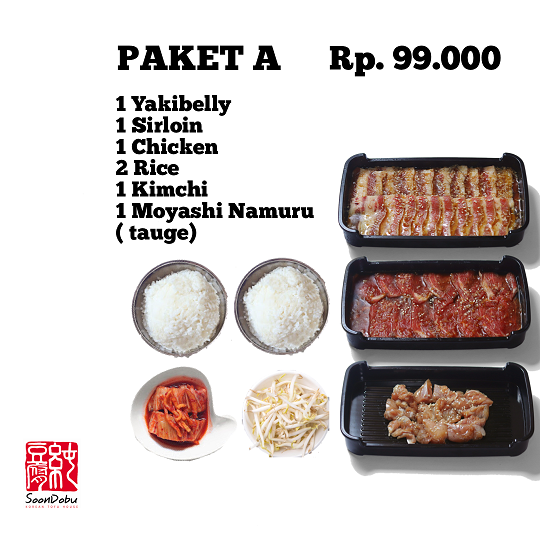 PAKET A Rp. 99.000
1 Yakibelly
1 Sirloin
1 Chicken
2 Rice
1 Kimchi
1 Moyashi Namuru
( tauge)
SoonDobu
KOREAN TOFU HOUSE